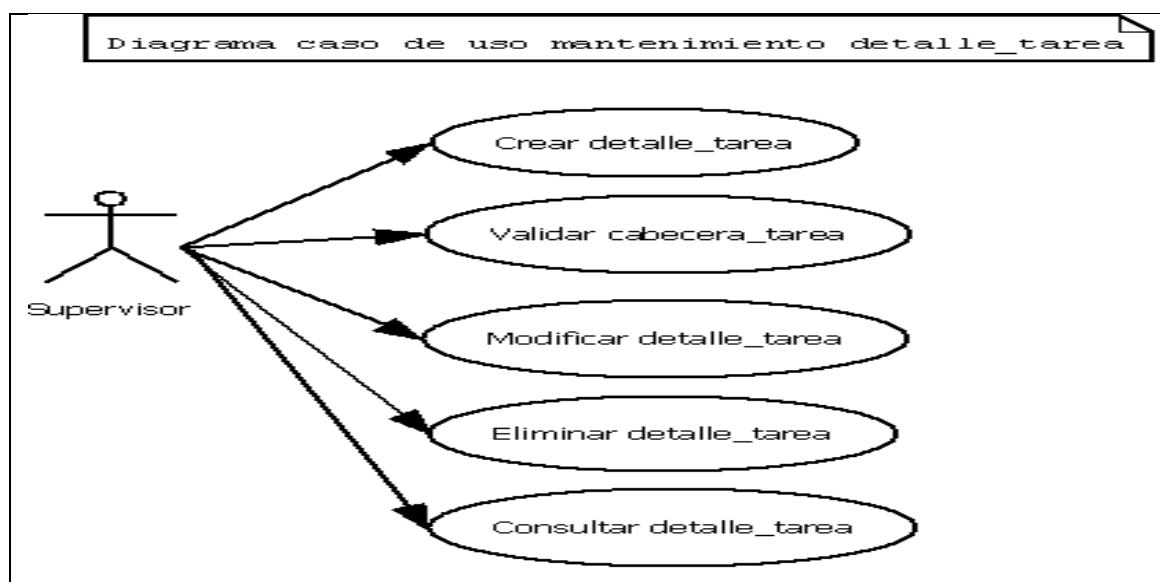 Diagrama caso de uso mantenimiento detalle_tarea
Crear detalle_tarea
Validar cabecera_tarea
Supervisor
Modificar detalle_tarea
Eliminar detalle_tarea
Consultar detalle_tarea